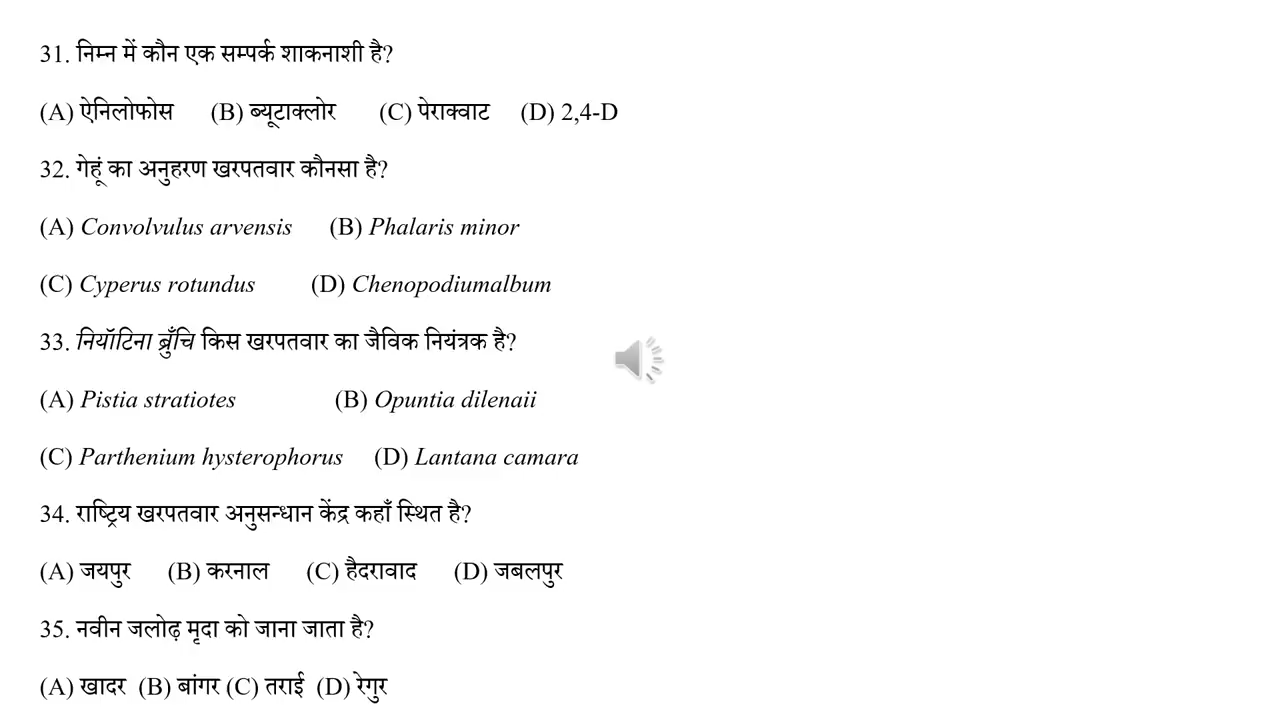 31. निम्न में कौन एक सम्पर्क शाकनाशी है?
(A) ऐनिलोफोस (B) ब्यूटाक्लोर (C) पेराक्वाट (D) 2,4-D
32. गेहूं का अनुहरण खरपतवार कौनसा है?
(A) Convolvulus arvensis (B) Phalaris minor
(C) Cyperus rotundus (D) Chenopodiumalbum
33. नियॉटिना ब्रुँचि किस खरपतवार का जैविक नियंत्रक है?
(A) Pistia stratiotes (B) Opuntia dilenaii
(C) Parthenium hysterophorus (D) Lantana camara
34. राष्ट्रिय खरपतवार अनुसन्धान केंद्र कहाँ स्थित है?
(A) जयपुर (B) करनाल (C) हैदरावाद (D) जबलपुर
35. नवीन जलोढ़ मृदा को जाना जाता है?
(A) खादर (B) बांगर (C) तराई (D) रेगुर